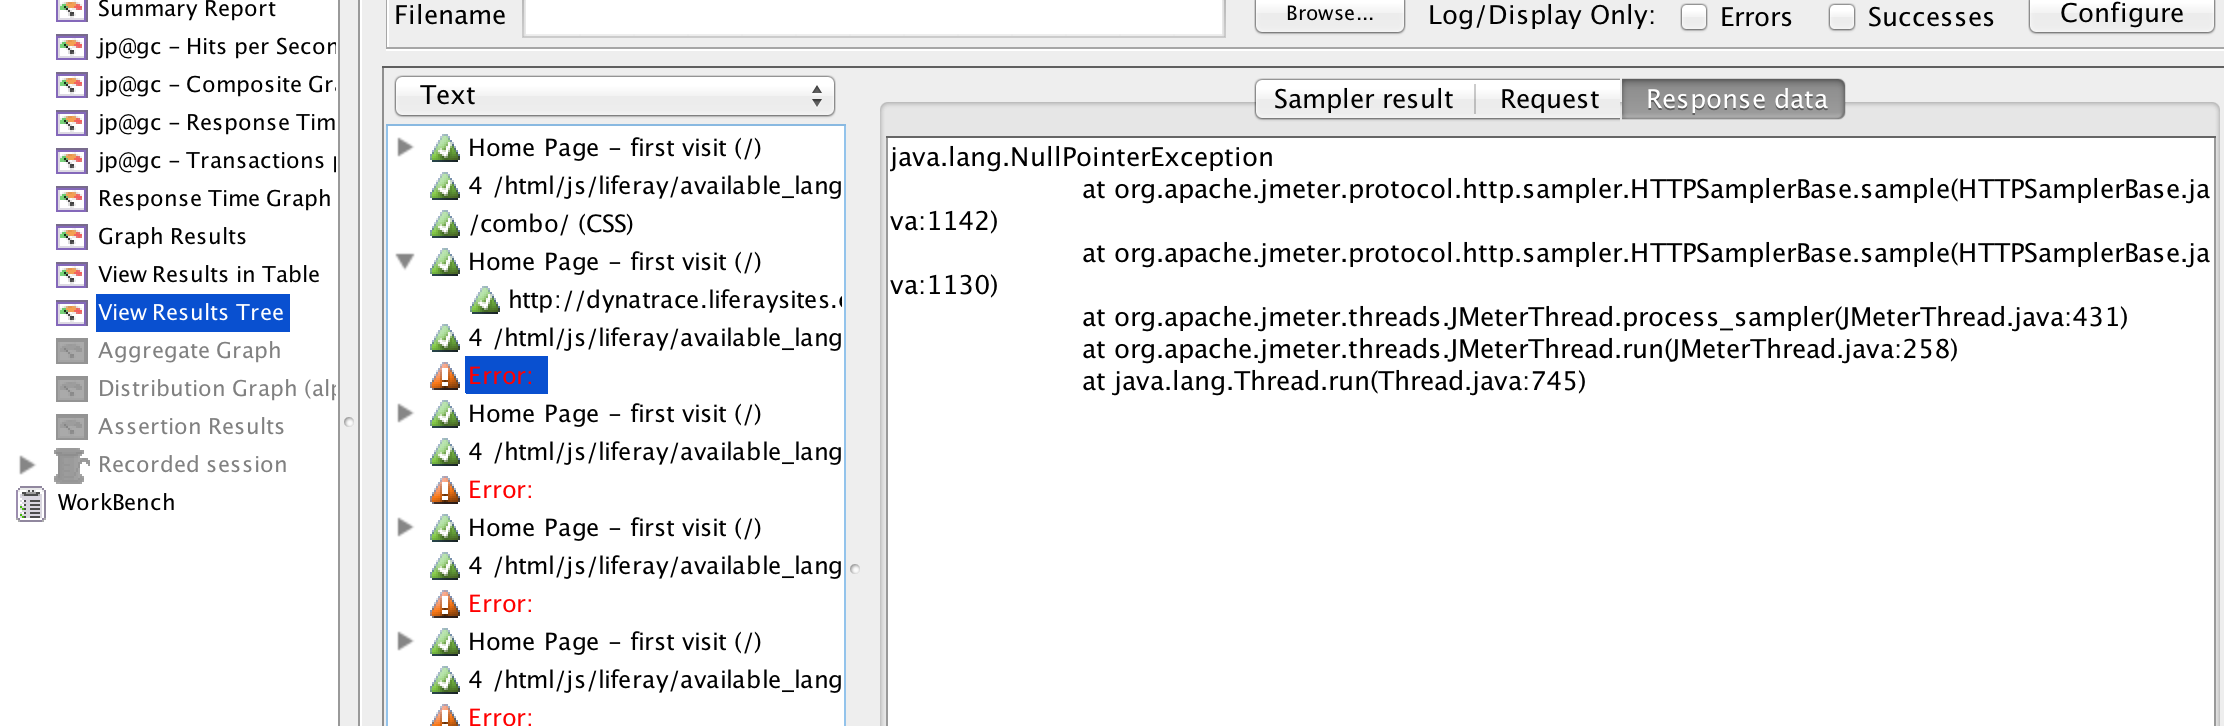 Summary Report
jp@gc – Hits per Secon
jp@gc – Composite Gr
jp@gc – Response Tim
jp@gc – Transactions p
Response Time Graph
Graph Results
View Results in Table
View Results Tree
Aggregate Graph
Distribution Graph (alp
Assertion Results
Recorded session
WorkBench
Filename
Browse...
Log/Display Only:
Errors
Successes
Configure
Text
Home Page – first visit (/)
4 /html/js/liferay/available_lang
/combo/ (CSS)
Home Page – first visit (/)
http://dynatrace.liferaysites.c
4 /html/js/liferay/available_lang
Error:
Home Page – first visit (/)
4 /html/js/liferay/available_lang
Error:
Home Page – first visit (/)
4 /html/js/liferay/available_lang
Error:
Home Page – first visit (/)
4 /html/js/liferay/available_lang
Error:
Sampler result
Request
Response data
java.lang.NullPointerException
at org.apache.jmeter.protocol.http.sampler.HTTPSamplerBase.sample(HTTPSamplerBase.ja
va:1142)
at org.apache.jmeter.protocol.http.sampler.HTTPSamplerBase.sample(HTTPSamplerBase.ja
va:1130)
at org.apache.jmeter.threads.JMeterThread.process_sampler(JMeterThread.java:431)
at org.apache.jmeter.threads.JMeterThread.run(JMeterThread.java:258)
at java.lang.Thread.run(Thread.java:745)